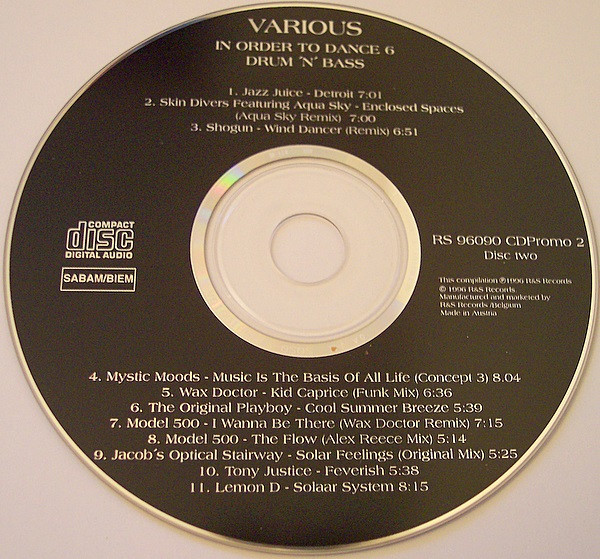 VARIOUS
IN ORDER TO DANCE 6
DRUM ´N´ BASS
1. Jazz Juice - Detroit 7:01
2. Skin Divers Featuring Aqua Sky - Enclosed Spaces
(Aqua Sky Remix) 7:00
3. Shogun - Wind Dancer (Remix) 6:51
COMPACT
disc
DIGITAL AUDIO
SABAM/BIEM
RS 96090 CDPromo 2
Disc two
This compilation ℗1996 R&S Records
© 1996 R&S Records.
Manufactured and marketed by
R&S Records /Belgium
Made in Austria
4. Mystic Moods - Music Is The Basis Of All Life (Concept 3) 8.04
5. Wax Doctor - Kid Caprice (Funk Mix) 6:36
6. The Original Playboy - Cool Summer Breeze 5:39
7. Model 500 - I Wanna Be There (Wax Doctor Remix) 7:15
8. Model 500 - The Flow (Alex Reece Mix) 5:14
9. Jacob´s Optical Stairway - Solar Feelings (Original Mix) 5:25
10. Tony Justice - Feverish 5:38
11. Lemon D - Solaar System 8:15